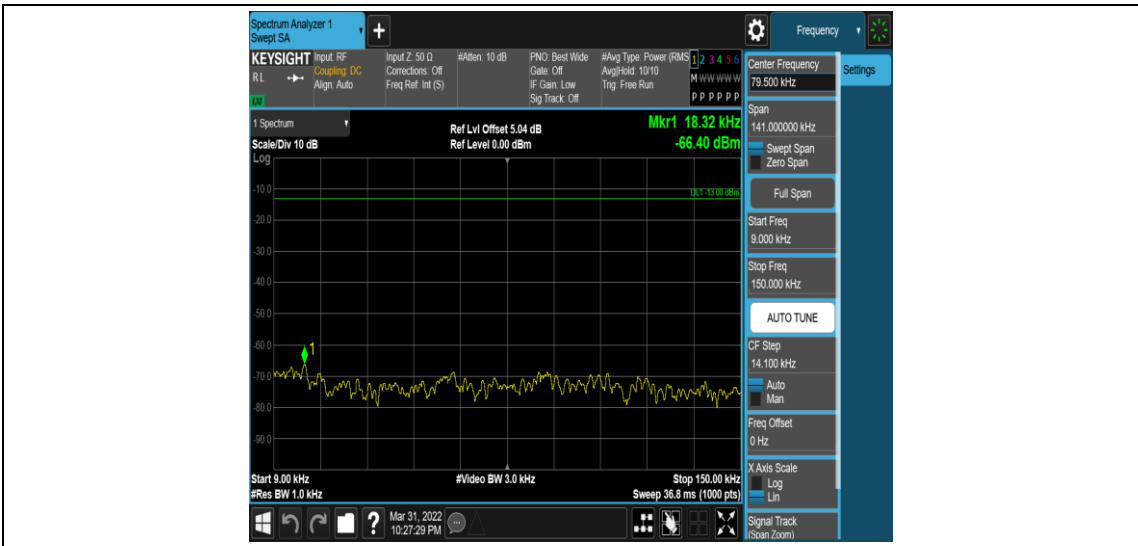 Spectrum Analyzer 1
Swept SA
+
Frequency
KEYSIGHT
RL
LXI
Input: RF
Coupling: DC
Align: Auto
Input Z: 50 Ω
Corrections: Off
Freq Ref: Int (S)
#Atten: 10 dB
PNO: Best Wide
Gate: Off
IF Gain: Low
Sig Track: Off
#Avg Type: Power (RMS
Avg|Hold: 10/10
Trig: Free Run
1 2 3 4 5 6
M W W W W W
P P P P P P
1 Spectrum
Scale/Div 10 dB
Ref Lvl Offset 5.04 dB
Ref Level 0.00 dBm
Mkr1 18.32 kHz
-66.40 dBm
Log
-10.0
DL1 -13.00 dBm
-20.0
-30.0
-40.0
-50.0
-60.0
1
-70.0
-80.0
-90.0
Start 9.00 kHz
#Video BW 3.0 kHz
Stop 150.00 kHz
#Res BW 1.0 kHz
Sweep 36.8 ms (1000 pts)
?
Mar 31, 2022
10:27:29 PM
Center Frequency
79.500 kHz
Settings
Span
141.000000 kHz
Swept Span
Zero Span
Full Span
Start Freq
9.000 kHz
Stop Freq
150.000 kHz
AUTO TUNE
CF Step
14.100 kHz
Auto
Man
Freq Offset
0 Hz
X Axis Scale
Log
Lin
Signal Track
(Span Zoom)